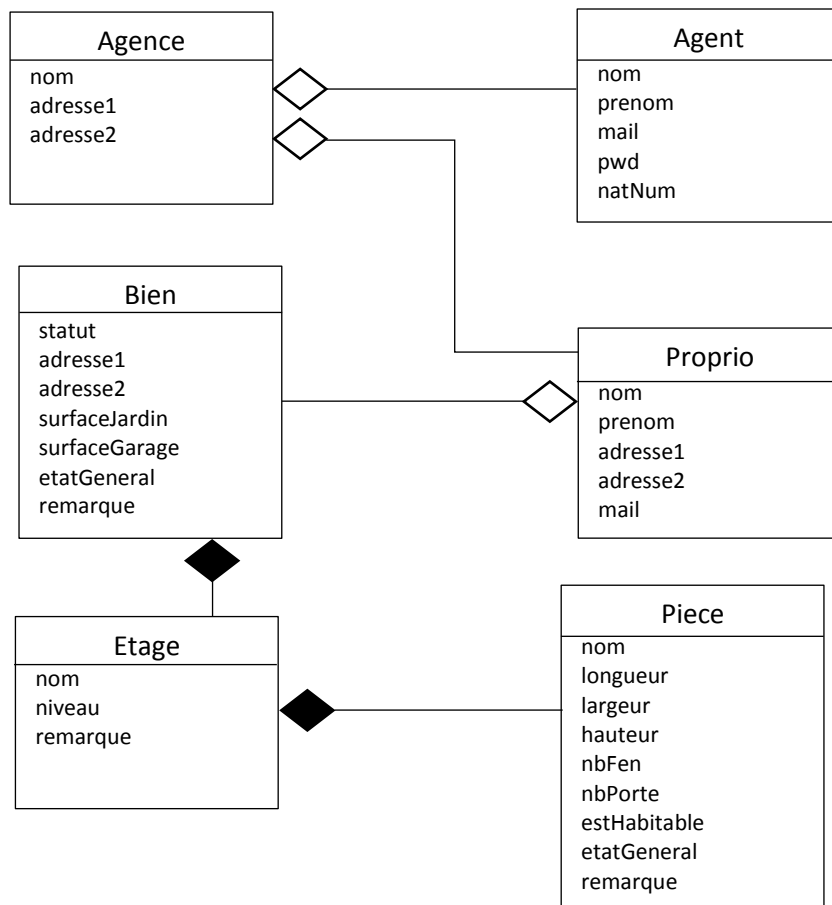 Agence
nom
adresse1
adresse2
Agent
nom
prenom
mail
pwd
natNum
Bien
statut
adresse1
adresse2
surfaceJardin
surfaceGarage
etatGeneral
remarque
Proprio
nom
prenom
adresse1
adresse2
mail
Etage
nom
niveau
remarque
Piece
nom
longueur
largeur
hauteur
nbFen
nbPorte
estHabitable
etatGeneral
remarque